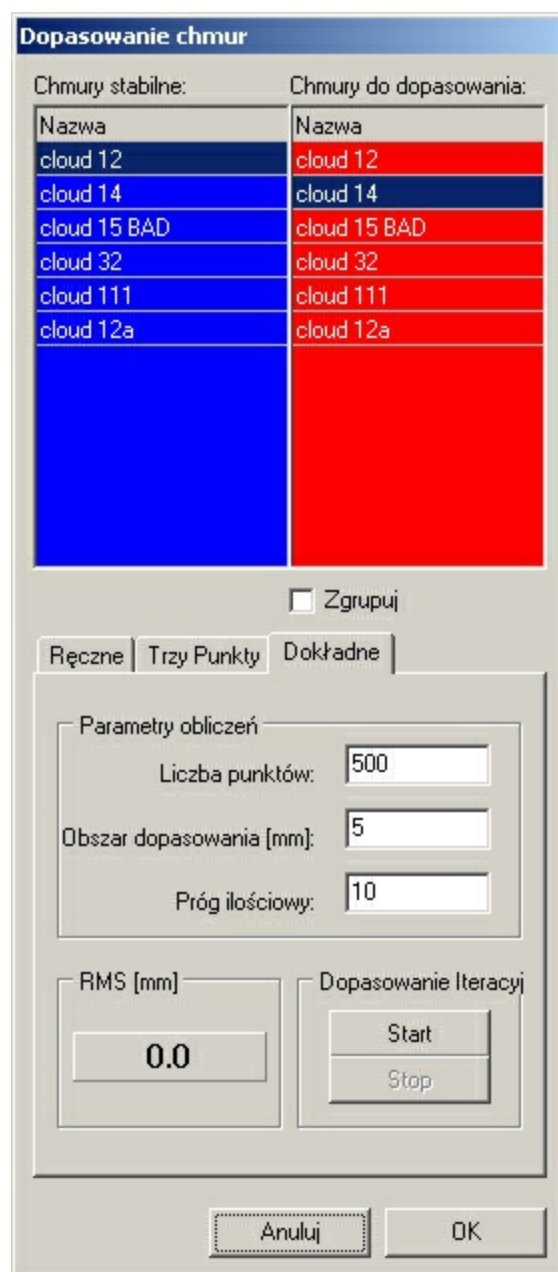 Dopasowanie chmur
Chmury stabilne: Chmury do dopasowania:
Nazwa Nazwa
cloud 12 cloud 12
cloud 14 cloud 14
cloud 15 BAD cloud 15 BAD
cloud 32 cloud 32
cloud 111 cloud 111
cloud 12a cloud 12a
Zgrupuj
Ręczne Trzy Punkty Dokładne
Parametry obliczeń
Liczba punktów: 500
Obszar dopasowania [mm]: 5
Próg ilościowy: 10
RMS [mm] Dopasowanie Iteracyj
0.0
Start
Stop
Anuluj OK